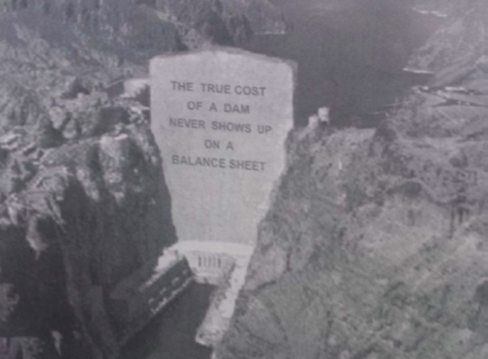 THE TRUE COST
OF A DAM
NEVER SHOWS UP
ON A
BALANCE SHEET